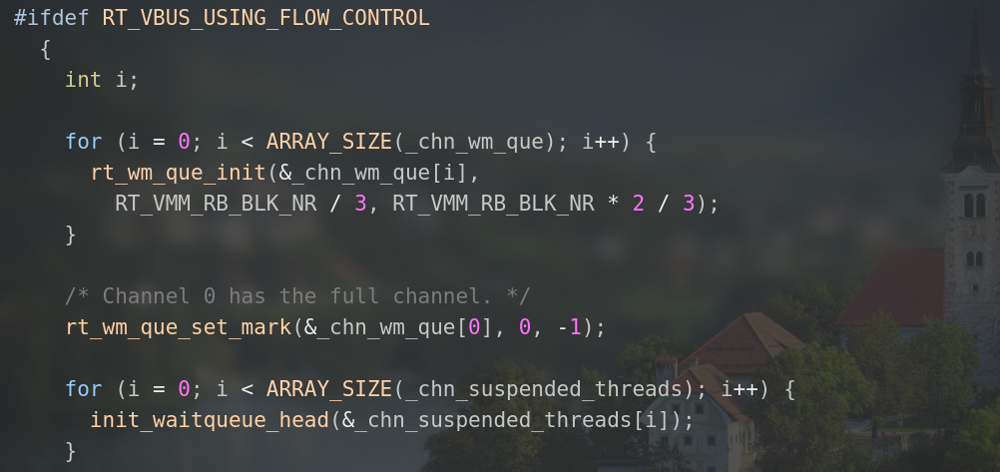 #ifdef RT_VBUS_USING_FLOW_CONTROL
  {
    int i;

    for (i = 0; i < ARRAY_SIZE(_chn_wm_que); i++) {
      rt_wm_que_init(&_chn_wm_que[i],
        RT_VMM_RB_BLK_NR / 3, RT_VMM_RB_BLK_NR * 2 / 3);
    }

    /* Channel 0 has the full channel. */
    rt_wm_que_set_mark(&_chn_wm_que[0], 0, -1);

    for (i = 0; i < ARRAY_SIZE(_chn_suspended_threads); i++) {
      init_waitqueue_head(&_chn_suspended_threads[i]);
    }